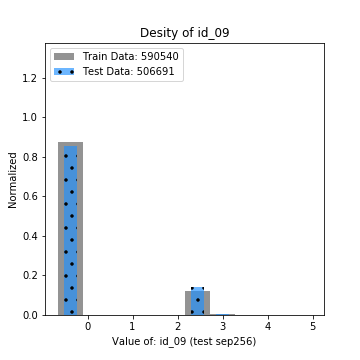 Desity of id_09
Train Data: 590540
Test Data: 506691
1.2
1.0
0.8
0.6
0.4
0.2
0.0
Normalized
0 1 2 3 4 5
Value of: id_09 (test sep256)